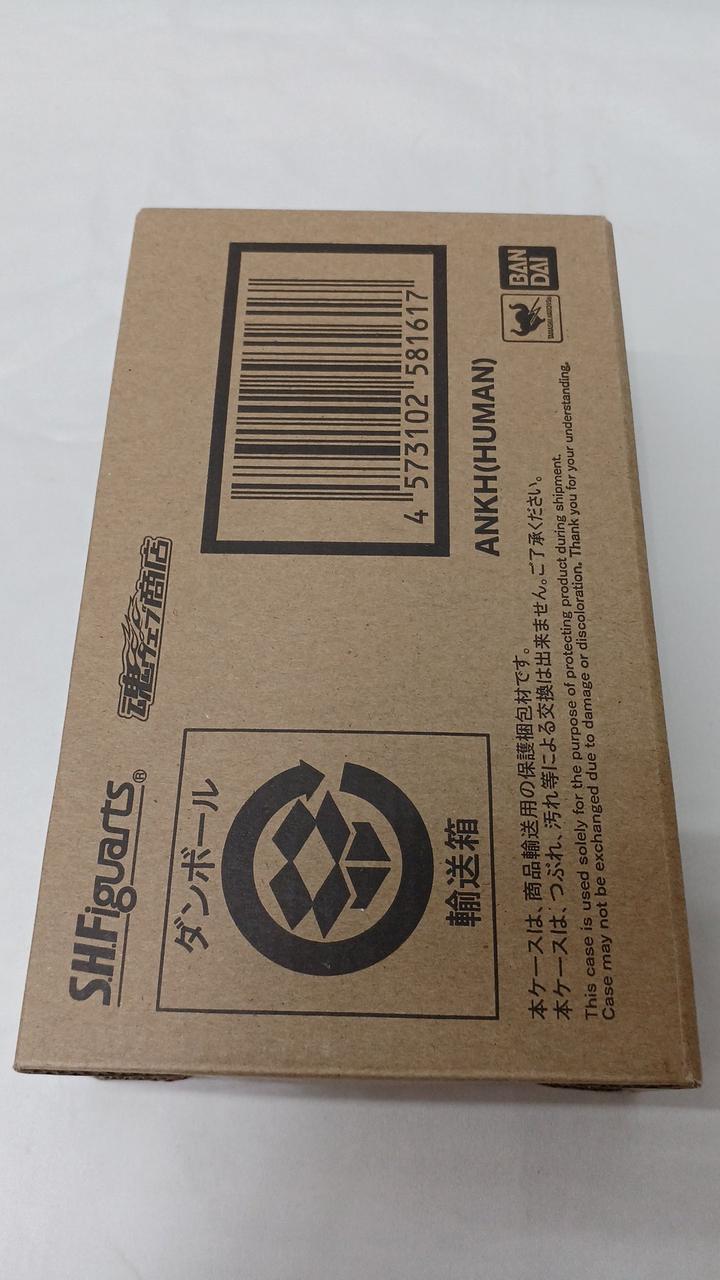 S.H.Figuarts®
魂ウェブ商店
ダンボール
輸送箱
4 573102 581617
ANKH(HUMAN)
BAN
DAI
TAMASHII NATIONS
本ケースは、商品輸送用の保護梱包材です。
本ケースは、つぶれ、汚れ等による交換は出来ません。ご了承ください。
This case is used solely for the purpose of protecting product during shipment.
Case may not be exchanged due to damage or discoloration. Thank you for your understanding.